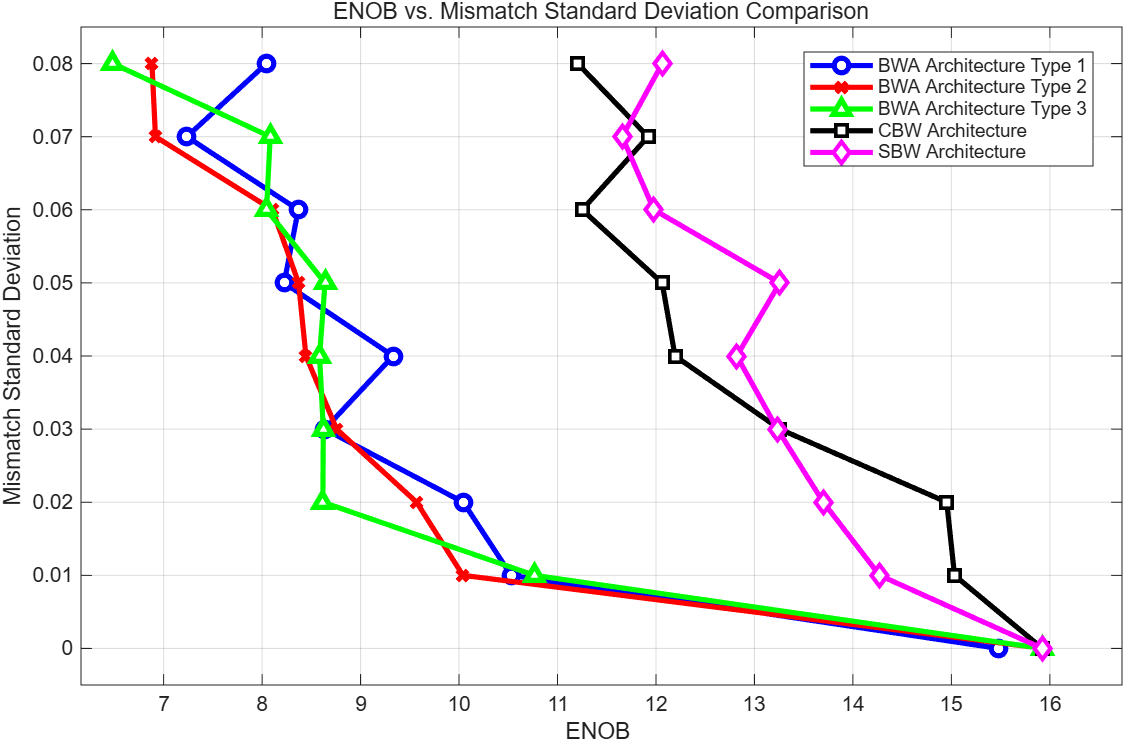 ENOB vs. Mismatch Standard Deviation Comparison
BWA Architecture Type 1
BWA Architecture Type 2
BWA Architecture Type 3
CBW Architecture
SBW Architecture
Mismatch Standard Deviation
0.08
0.07
0.06
0.05
0.04
0.03
0.02
0.01
0
7 8 9 10 11 12 13 14 15 16
ENOB